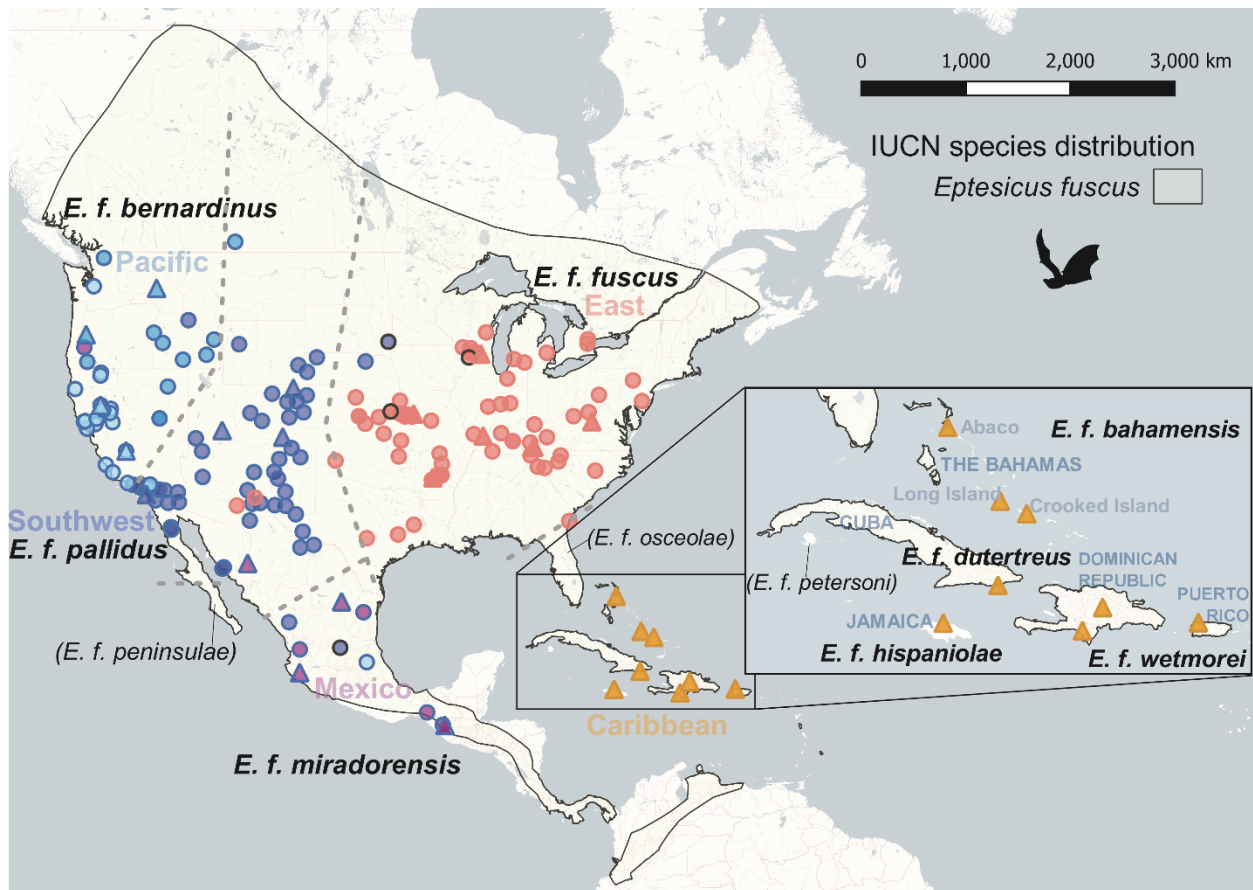 0 1,000 2,000 3,000 km
IUCN species distribution
Eptesicus fuscus
E. f. bernardinus
Pacific
E. f. fuscus
East
Southwest
E. f. pallidus
(E. f. peninsulae)
Mexico
E. f. miradorensis
(E. f. osceolae)
Caribbean
Abaco
E. f. bahamensis
THE BAHAMAS
Long Island
Crooked Island
CUBA
E. f. dutertreus
(E. f. petersoni)
DOMINICAN
REPUBLIC
PUERTO
RICO
JAMAICA
E. f. hispaniolae
E. f. wetmorei